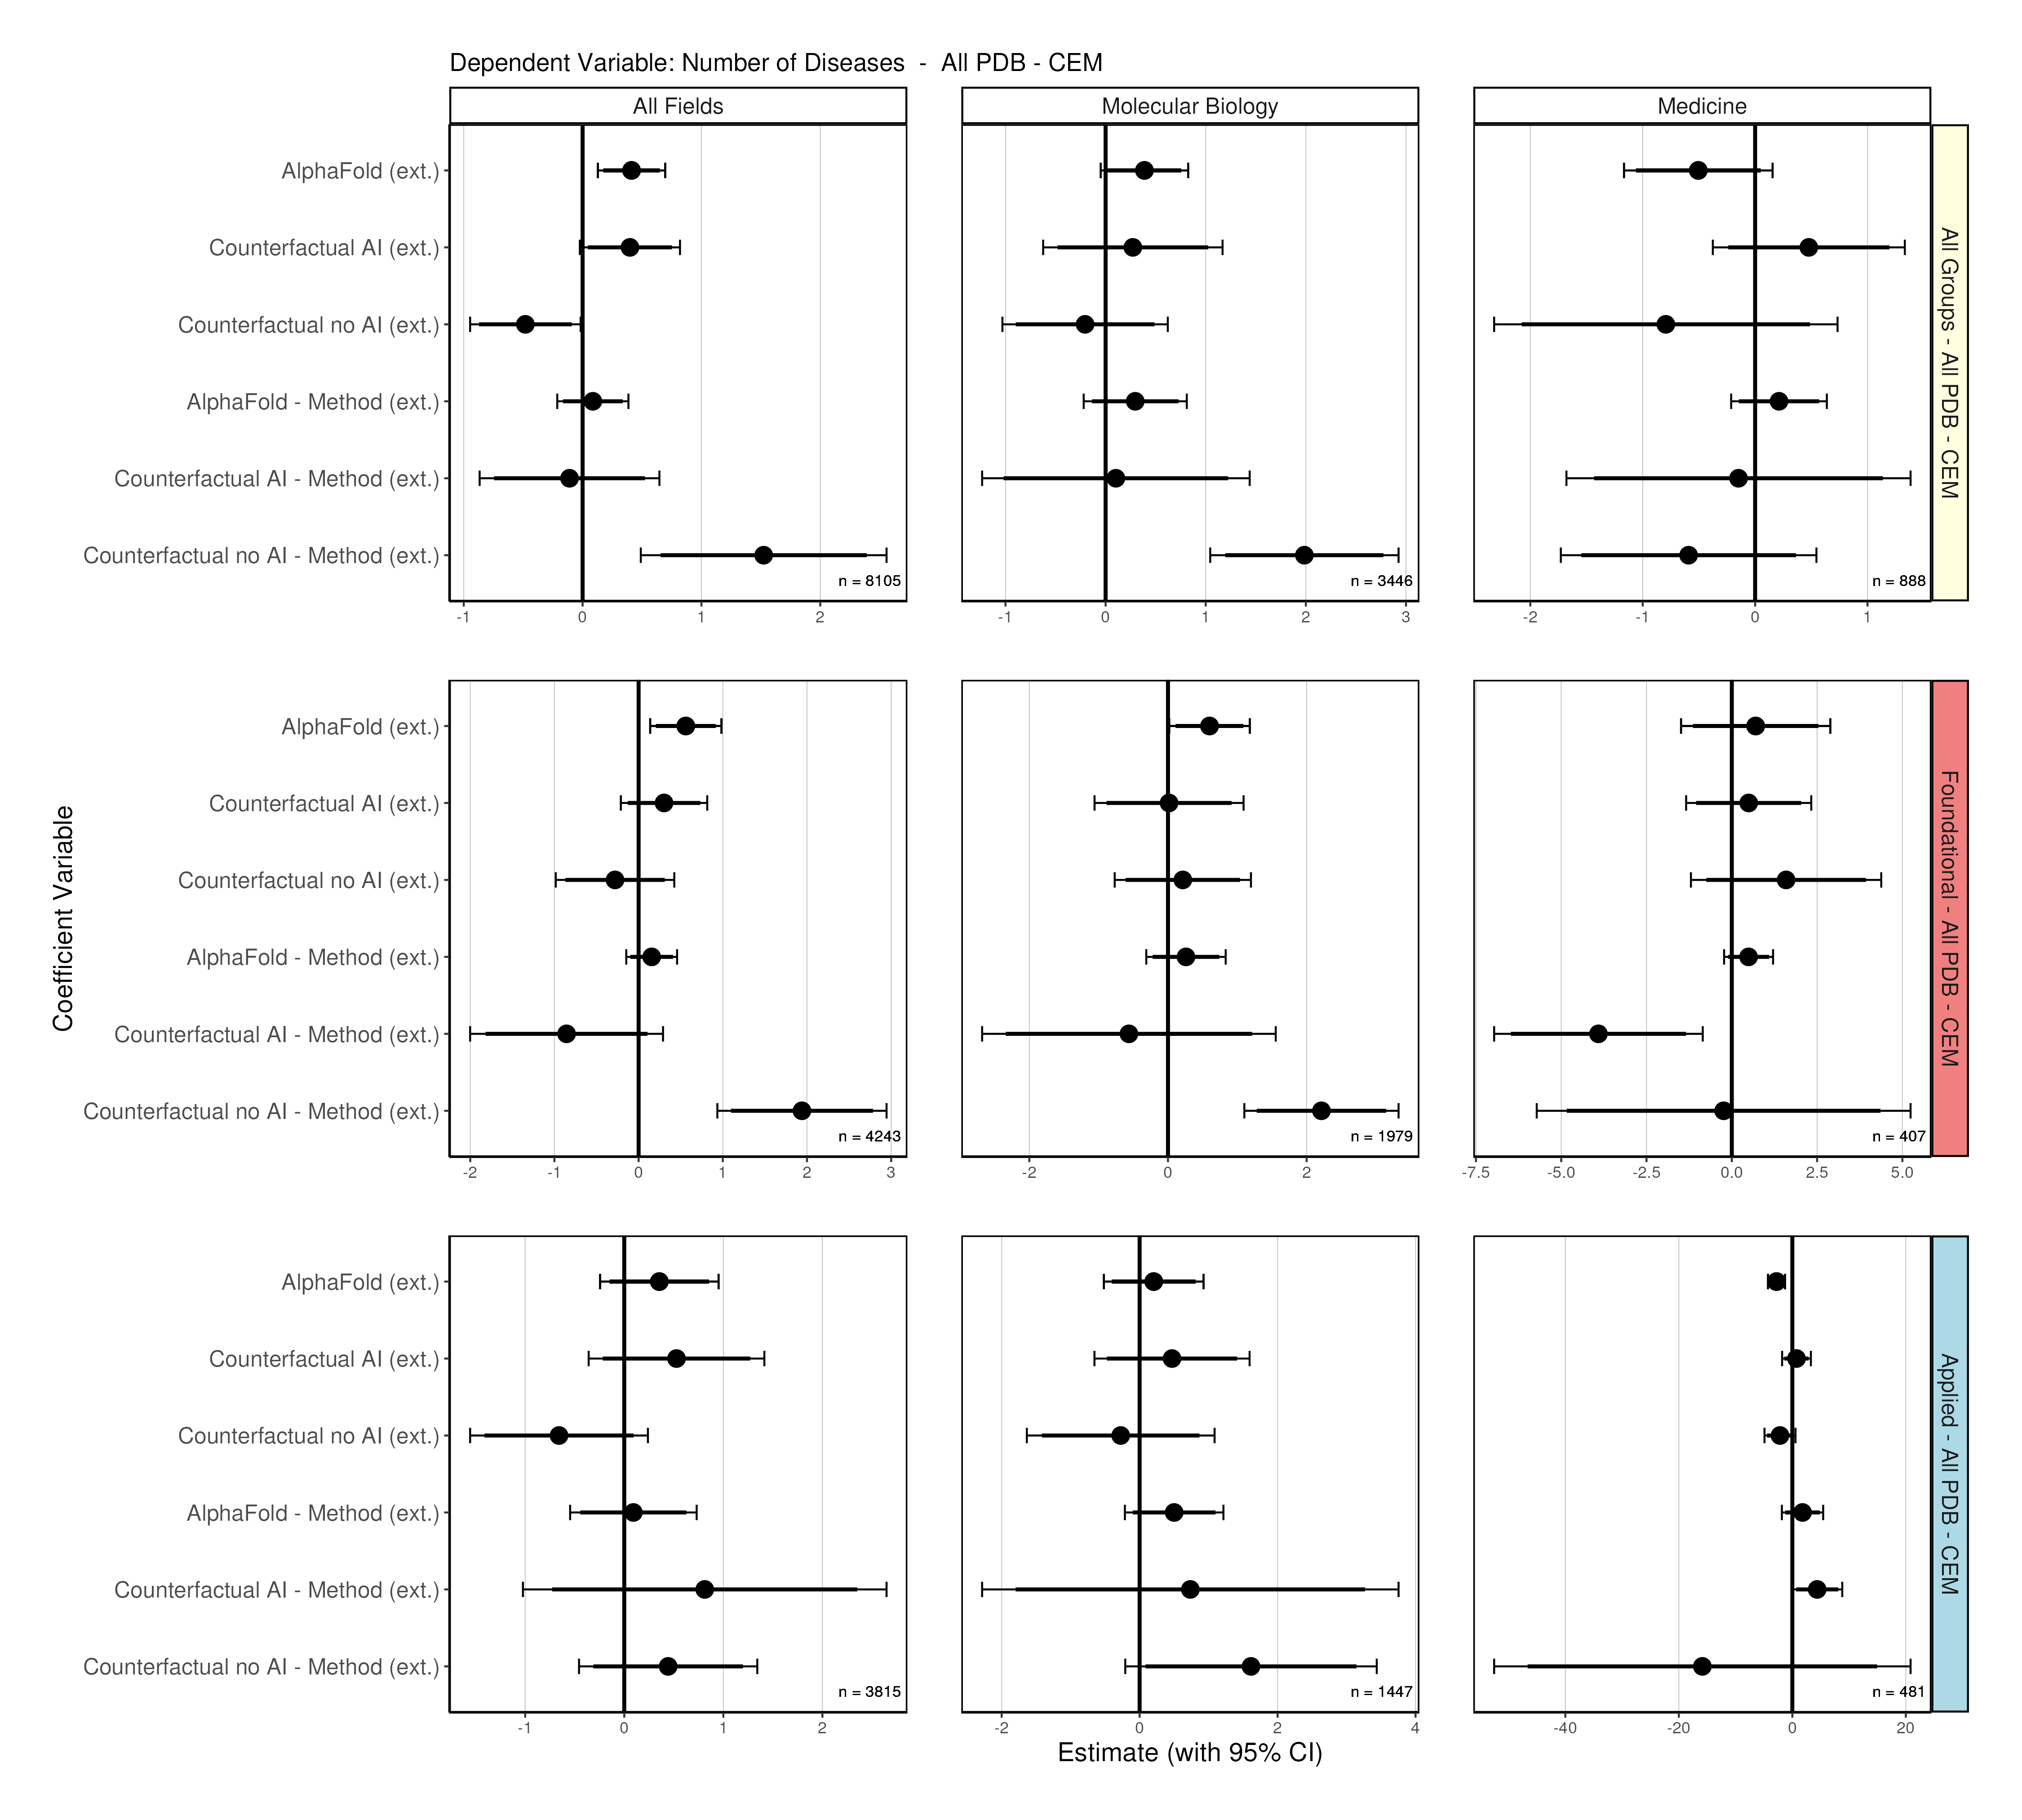 Dependent Variable: Number of Diseases - All PDB - CEM
All Fields
Molecular Biology
Medicine
AlphaFold (ext.)
Counterfactual AI (ext.)
Counterfactual no AI (ext.)
AlphaFold - Method (ext.)
Counterfactual AI - Method (ext.)
Counterfactual no AI - Method (ext.)
n = 8105
n = 3446
n = 888
-1 0 1 2
-1 0 1 2 3
-2 -1 0 1
All Groups - All PDB - CEM
Coefficient Variable
AlphaFold (ext.)
Counterfactual AI (ext.)
Counterfactual no AI (ext.)
AlphaFold - Method (ext.)
Counterfactual AI - Method (ext.)
Counterfactual no AI - Method (ext.)
n = 4243
n = 1979
n = 407
-2 -1 0 1 2 3
-2 0 2
-7.5 -5.0 -2.5 0.0 2.5 5.0
Foundational - All PDB - CEM
AlphaFold (ext.)
Counterfactual AI (ext.)
Counterfactual no AI (ext.)
AlphaFold - Method (ext.)
Counterfactual AI - Method (ext.)
Counterfactual no AI - Method (ext.)
n = 3815
n = 1447
n = 481
-1 0 1 2
-2 0 2 4
-40 -20 0 20
Applied - All PDB - CEM
Estimate (with 95% CI)